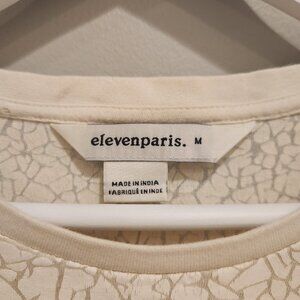 elevenparis. M
MADE IN INDIA
FABRIQUÉ EN INDE